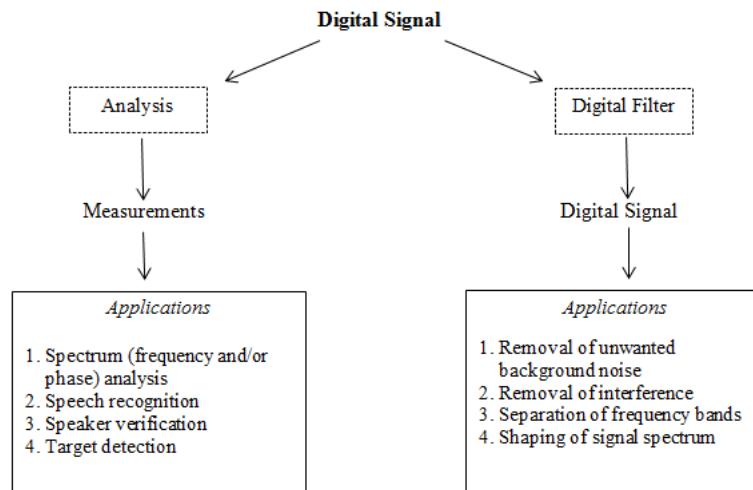 Digital Signal
Analysis
Digital Filter
Measurements
Digital Signal
Applications
1. Spectrum (frequency and/or
phase) analysis
2. Speech recognition
3. Speaker verification
4. Target detection
Applications
1. Removal of unwanted
background noise
2. Removal of interference
3. Separation of frequency bands
4. Shaping of signal spectrum